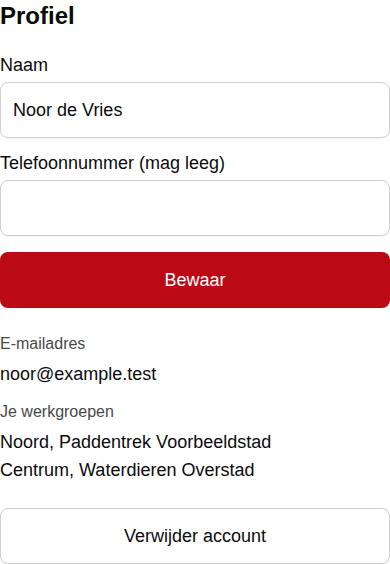 Profiel
Naam
Noor de Vries
Telefoonnummer (mag leeg)
Bewaar
E-mailadres
noor@example.test
Je werkgroepen
Noord, Paddentrek Voorbeeldstad
Centrum, Waterdieren Overstad
Verwijder account